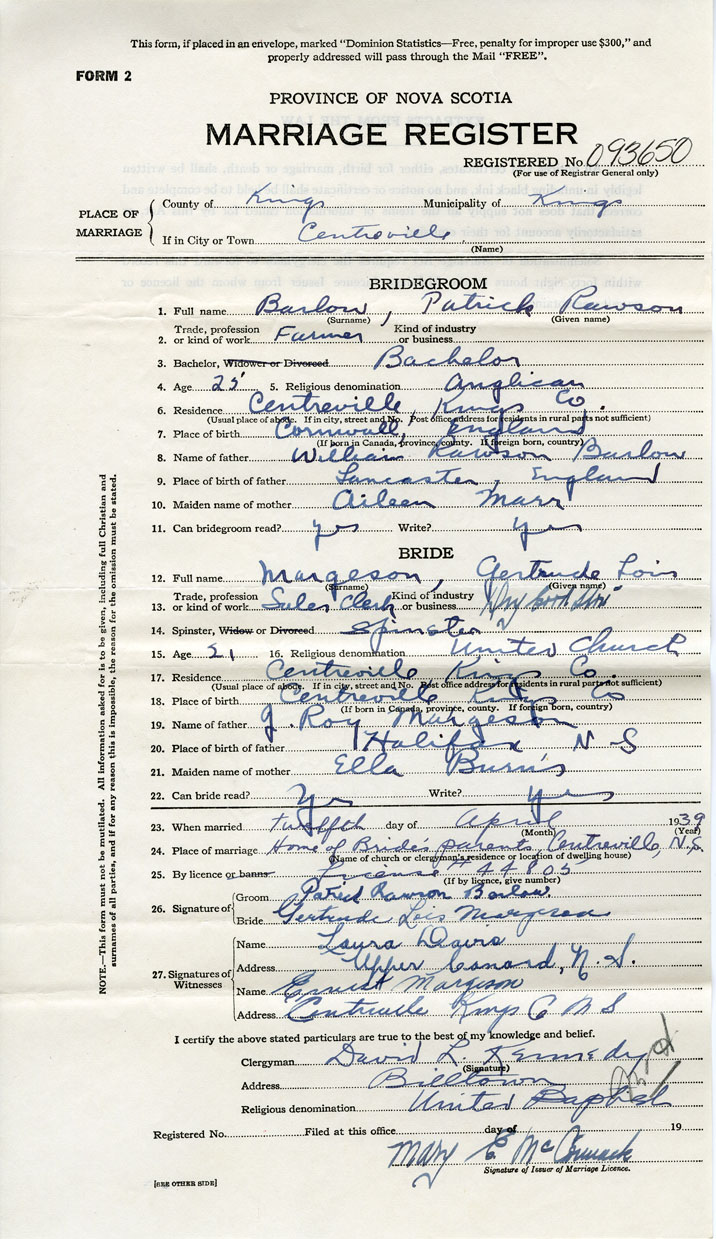 This form, if placed in an envelope, marked "Dominion Statistics—Free, penalty for improper use $300," and
properly addressed will pass through the Mail "FREE".
FORM 2
PROVINCE OF NOVA SCOTIA
MARRIAGE REGISTER
REGISTERED No. 093650
(For use of Registrar General only)
PLACE OF MARRIAGE
County of Kings Municipality of Kings
If in City or Town Centreville
(Name)
BRIDEGROOM
1. Full name Barlow, Patrick Rawson
(Surname) (Given name)
2. Trade, profession or kind of work Farmer Kind of industry or business
3. Bachelor, Widower or Divorced Bachelor
4. Age 25 5. Religious denomination Anglican
6. Residence Centreville, Kings Co.
(Usual place of abode. If in city, street and No. Post office address for residents in rural parts not sufficient)
7. Place of birth Cornwall, England
(If born in Canada, province, county. If foreign born, country)
8. Name of father William Rawson Barlow
9. Place of birth of father Lancaster, England
10. Maiden name of mother Aileen Marr
11. Can bridegroom read? yes Write? yes
BRIDE
12. Full name Margeson, Gertrude Lois
(Surname) (Given name)
13. Trade, profession or kind of work Sales Clerk Kind of industry or business Dry Good
14. Spinster, Widow or Divorced Spinster
15. Age 21 16. Religious denomination United Church
17. Residence Centreville Kings Co.
(Usual place of abode. If in city, street and No. Post office address for residents in rural parts not sufficient)
18. Place of birth Centreville Kings Co
(If born in Canada, province, county. If foreign born, country)
19. Name of father J. Roy Margeson
20. Place of birth of father Halifax N S
21. Maiden name of mother Ella Burns
22. Can bride read? Yes Write? yes
23. When married twelfth day of April 1939
(Month) (Year)
24. Place of marriage Home of Bride's parents, Centreville, N.S.
(Name of church or clergyman's residence or location of dwelling house)
25. By licence or banns License 44805
(If by licence, give number)
26. Signature of
Groom Patrick Rawson Barlow
Bride Gertrude Lois Margeson
27. Signatures of Witnesses
Name Laura Davis
Address Upper Canard, N.S.
Name Ernest Margeson
Address Centreville Kings Co N S
I certify the above stated particulars are true to the best of my knowledge and belief.
Clergyman David L. Kennedy
(Signature)
Address Billtown
Religious denomination United Baptist
Registered No. Filed at this office day of 19
Mary E. McCormack
Signature of Issuer of Marriage Licence.
[SEE OTHER SIDE]
NOTE.—This form must not be mutilated. All information asked for is to be given, including full Christian and
surnames of all parties, and if for any reason this is impossible, the reason for the omission must be stated.